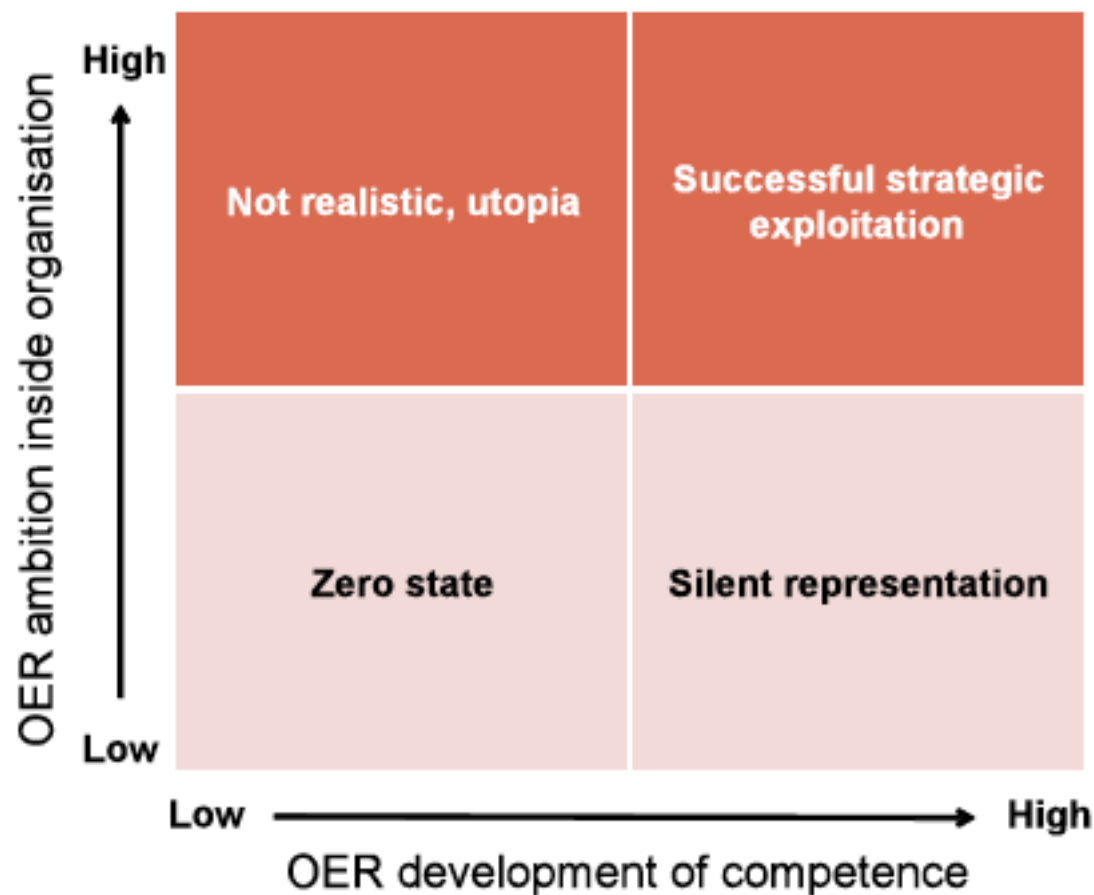 OER ambition inside organisation
High
Low
Not realistic, utopia
Successful strategic
exploitation
Zero state
Silent representation
Low
High
OER development of competence